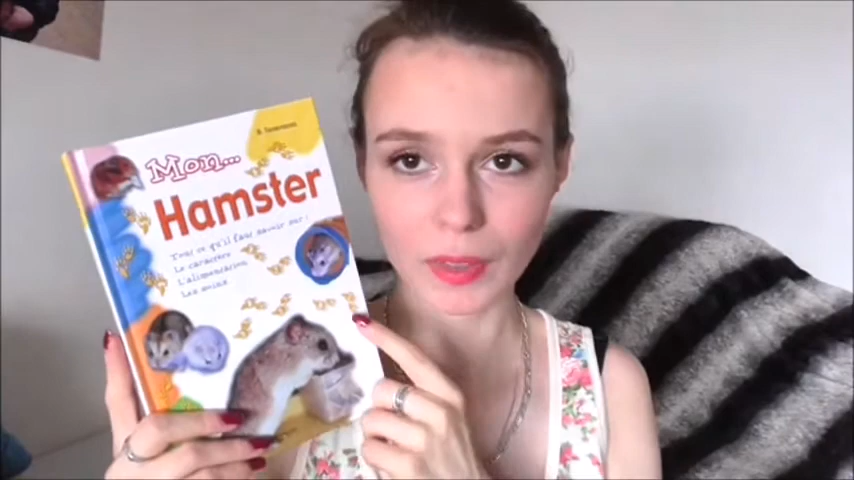 Mon...
Hamster
Tout ce qu'il faut savoir sur :
Le caractère
L'alimentation
Les soins